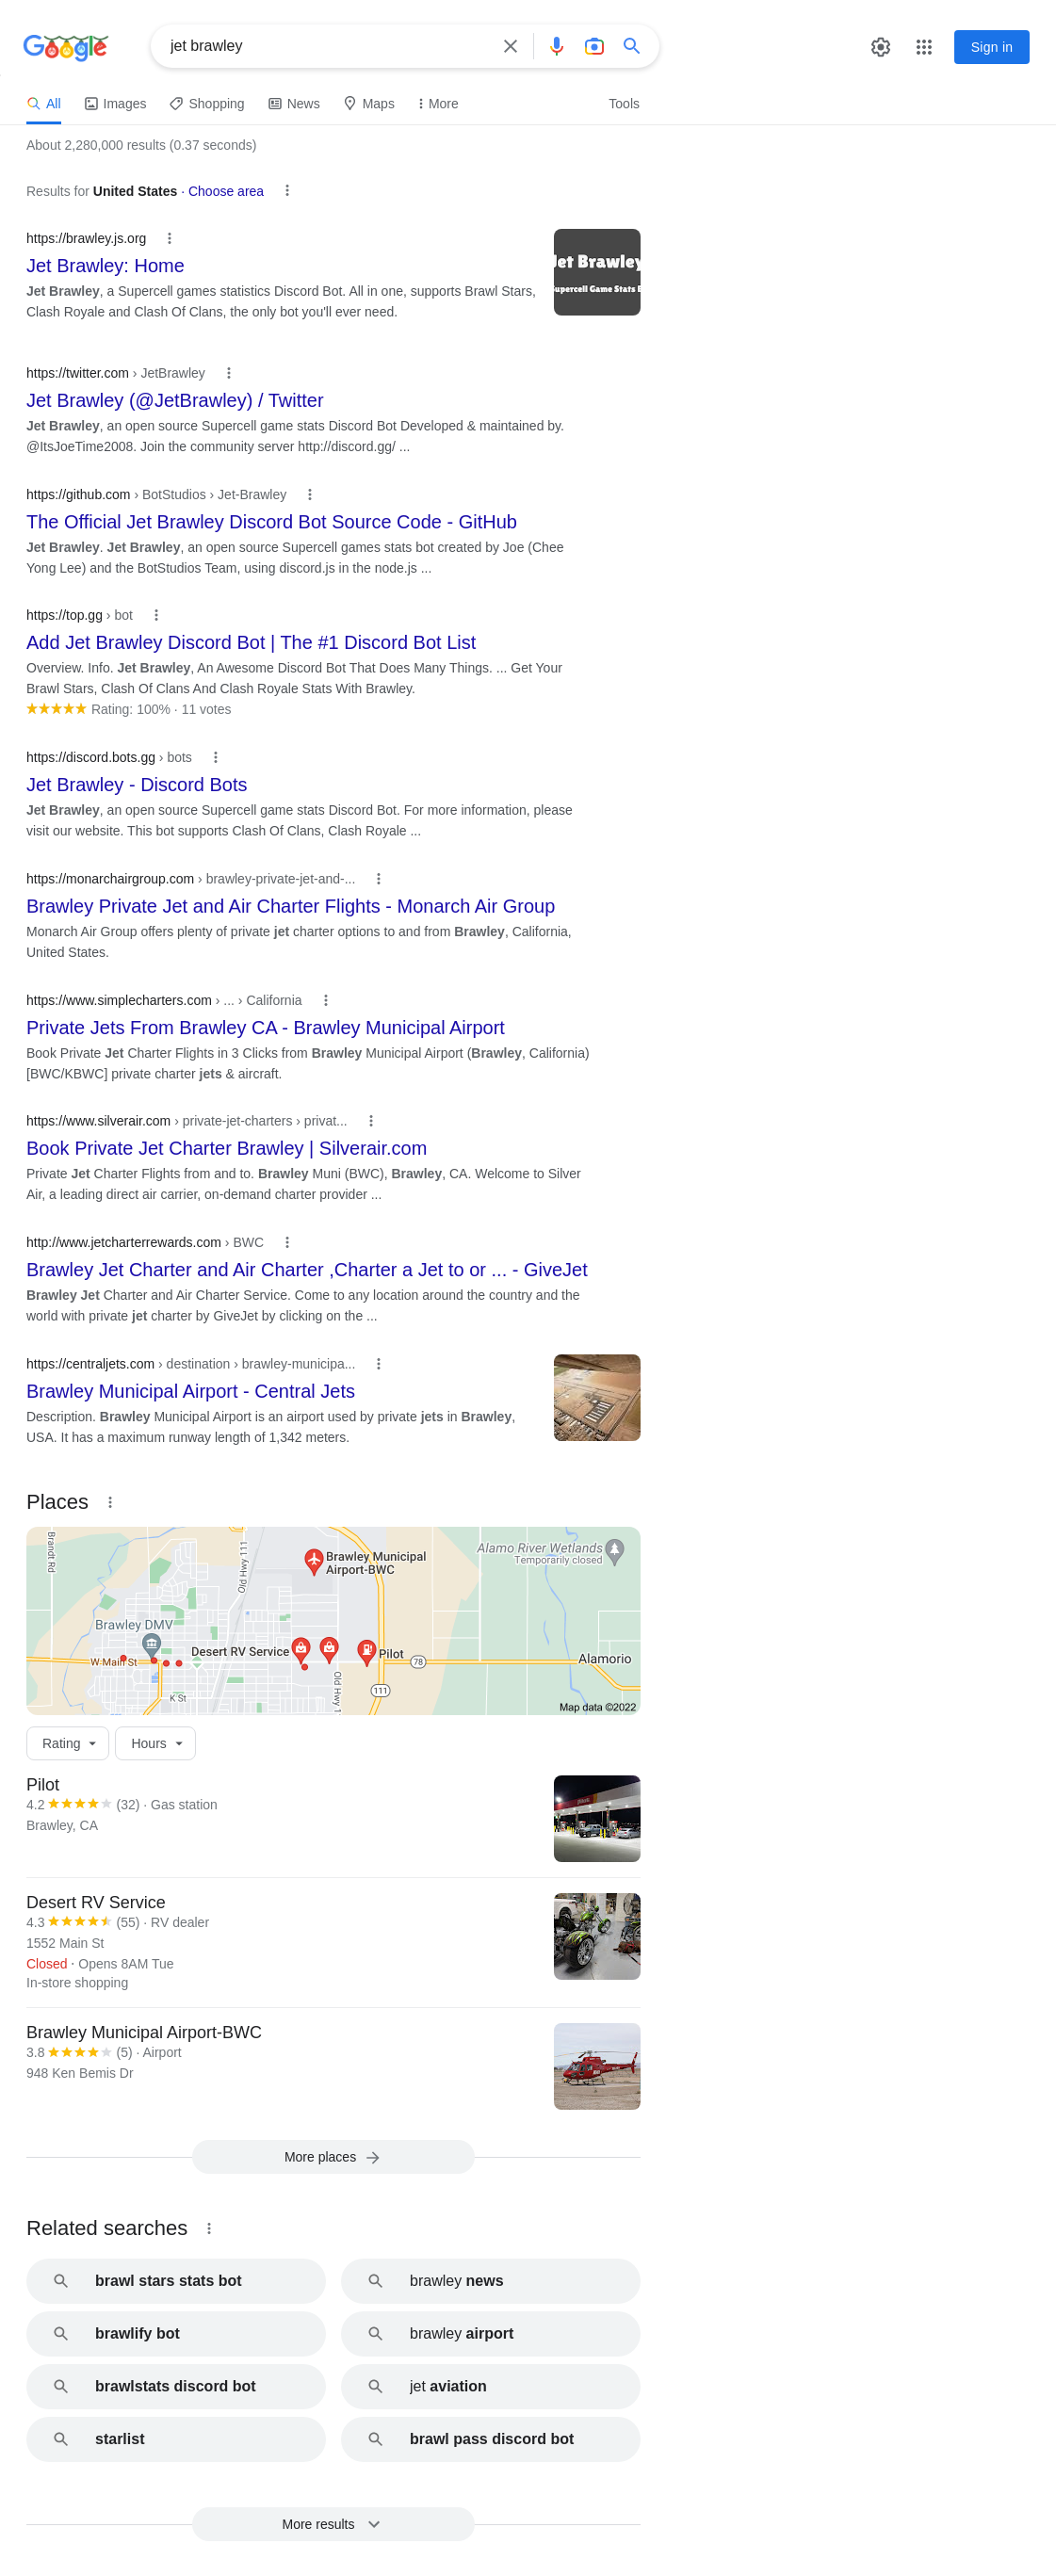 Google
jet brawley
Sign in
All
Images
Shopping
News
Maps
More
Tools
About 2,280,000 results (0.37 seconds)
Results for United States · Choose area
https://brawley.js.org
Jet Brawley: Home
Jet Brawley, a Supercell games statistics Discord Bot. All in one, supports Brawl Stars,
Clash Royale and Clash Of Clans, the only bot you'll ever need.
Jet Brawley
Supercell Game Stats
https://twitter.com › JetBrawley
Jet Brawley (@JetBrawley) / Twitter
Jet Brawley, an open source Supercell game stats Discord Bot Developed & maintained by.
@ItsJoeTime2008. Join the community server http://discord.gg/ ...
https://github.com › BotStudios › Jet-Brawley
The Official Jet Brawley Discord Bot Source Code - GitHub
Jet Brawley. Jet Brawley, an open source Supercell games stats bot created by Joe (Chee
Yong Lee) and the BotStudios Team, using discord.js in the node.js ...
https://top.gg › bot
Add Jet Brawley Discord Bot | The #1 Discord Bot List
Overview. Info. Jet Brawley, An Awesome Discord Bot That Does Many Things. ... Get Your
Brawl Stars, Clash Of Clans And Clash Royale Stats With Brawley.
Rating: 100% · 11 votes
https://discord.bots.gg › bots
Jet Brawley - Discord Bots
Jet Brawley, an open source Supercell game stats Discord Bot. For more information, please
visit our website. This bot supports Clash Of Clans, Clash Royale ...
https://monarchairgroup.com › brawley-private-jet-and-...
Brawley Private Jet and Air Charter Flights - Monarch Air Group
Monarch Air Group offers plenty of private jet charter options to and from Brawley, California,
United States.
https://www.simplecharters.com › ... › California
Private Jets From Brawley CA - Brawley Municipal Airport
Book Private Jet Charter Flights in 3 Clicks from Brawley Municipal Airport (Brawley, California)
[BWC/KBWC] private charter jets & aircraft.
https://www.silverair.com › private-jet-charters › privat...
Book Private Jet Charter Brawley | Silverair.com
Private Jet Charter Flights from and to. Brawley Muni (BWC), Brawley, CA. Welcome to Silver
Air, a leading direct air carrier, on-demand charter provider ...
http://www.jetcharterrewards.com › BWC
Brawley Jet Charter and Air Charter ,Charter a Jet to or ... - GiveJet
Brawley Jet Charter and Air Charter Service. Come to any location around the country and the
world with private jet charter by GiveJet by clicking on the ...
https://centraljets.com › destination › brawley-municipa...
Brawley Municipal Airport - Central Jets
Description. Brawley Municipal Airport is an airport used by private jets in Brawley,
USA. It has a maximum runway length of 1,342 meters.
Places
Brandt Rd
Old Hwy 111
Brawley Municipal
Airport-BWC
Alamo River Wetlands
Temporarily closed
Brawley DMV
Desert RV Service
Pilot
W Main St
78
Alamorio
K St
Old Hwy 1
111
Map data ©2022
Rating
Hours
Pilot
4.2 (32) · Gas station
Brawley, CA
Desert RV Service
4.3 (55) · RV dealer
1552 Main St
Closed · Opens 8AM Tue
In-store shopping
Brawley Municipal Airport-BWC
3.8 (5) · Airport
948 Ken Bemis Dr
More places
Related searches
brawl stars stats bot
brawley news
brawlify bot
brawley airport
brawlstats discord bot
jet aviation
starlist
brawl pass discord bot
More results